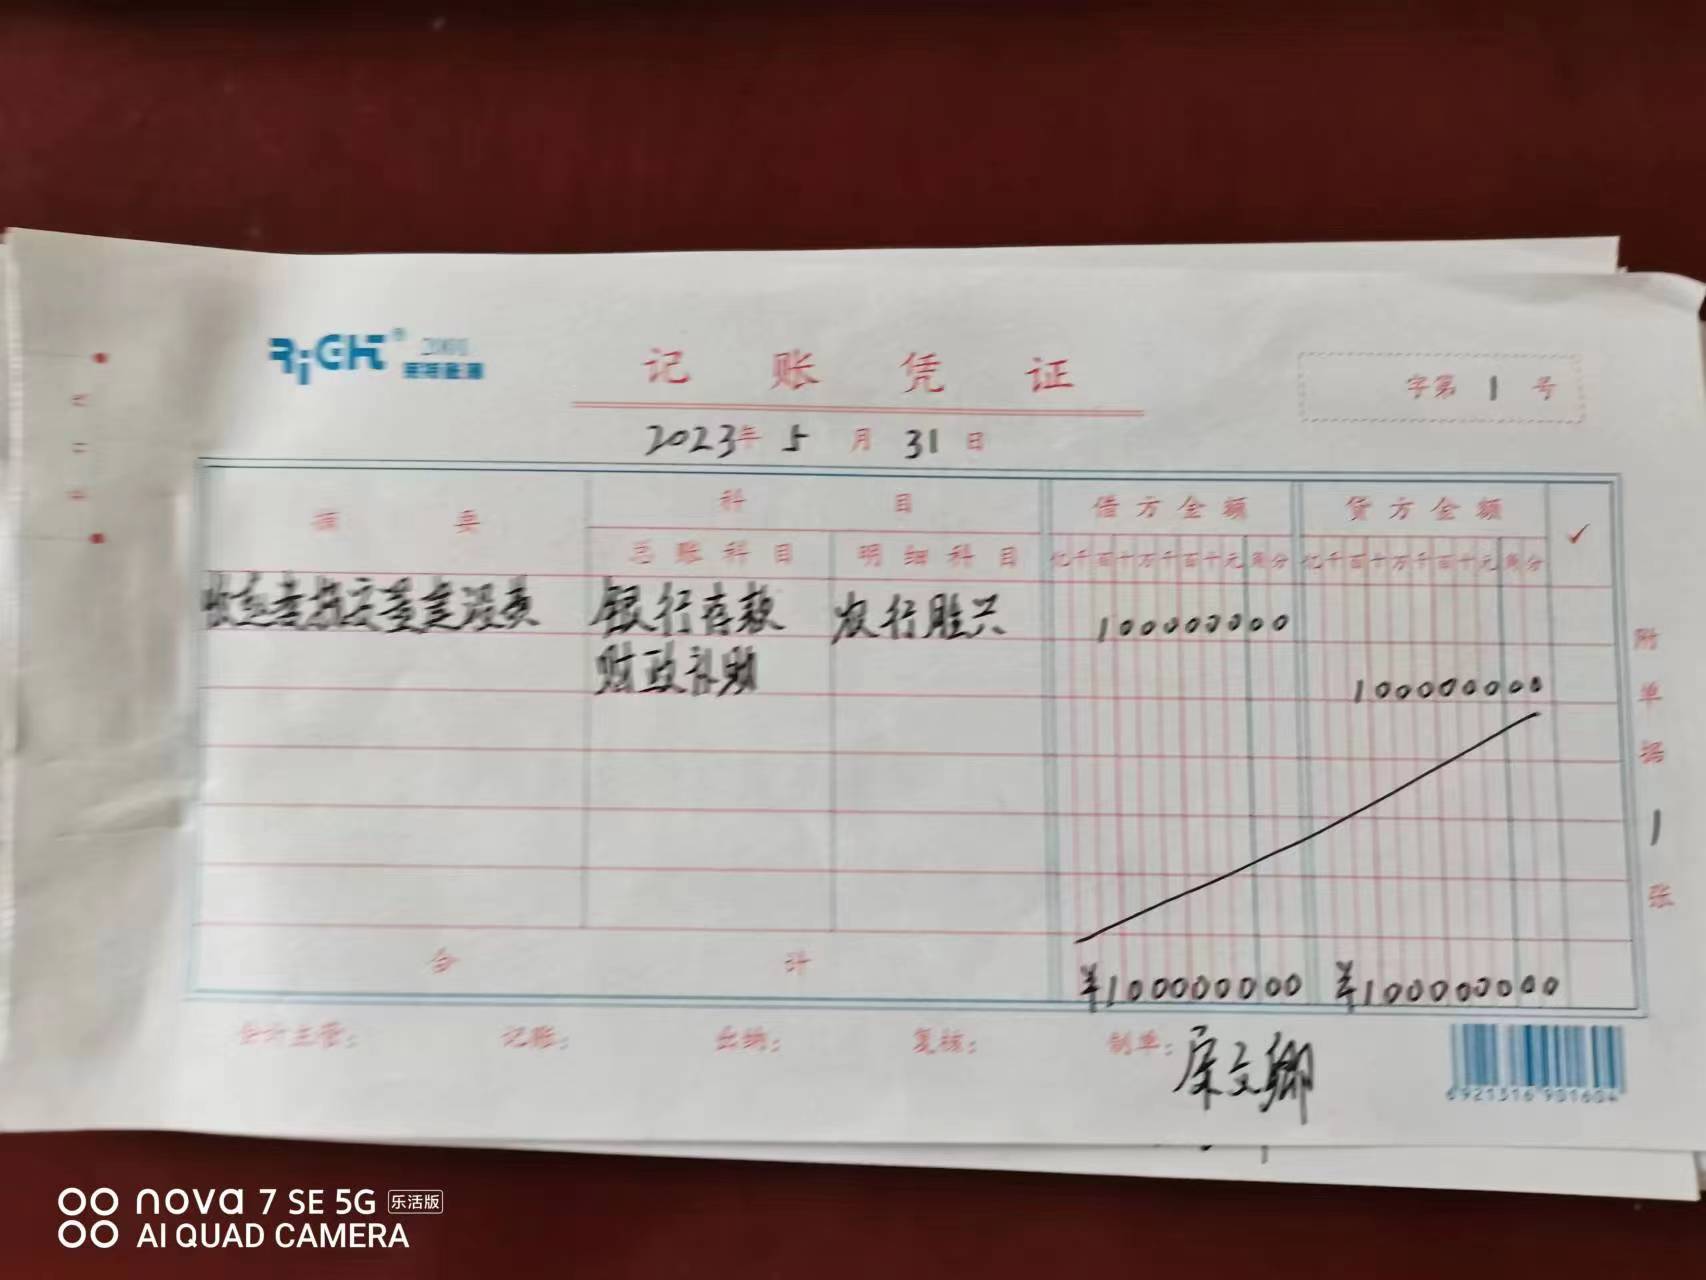 RiGHT® 2001
记账凭证
字第 1 号
2023年 5 月 31 日
摘要 科目 借方金额 贷方金额 ✓
总账科目 明细科目 亿千百十万千百十元角分 亿千百十万千百十元角分
银行存款 农行胜兴 100000000
财政补助 100000000
附单据 1 张
合计 ¥100000000 ¥100000000
会计主管: 记账: 出纳: 复核: 制单:
6921316901604
nova 7 SE 5G 乐活版
AI QUAD CAMERA